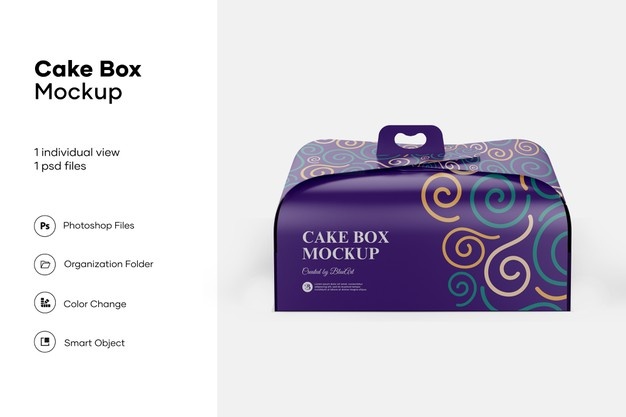 Cake Box
Mockup
1 individual view
1 psd files
Ps
Photoshop Files
Organization Folder
Color Change
Smart Object
CAKE BOX
MOCKUP
Created by BlueArt